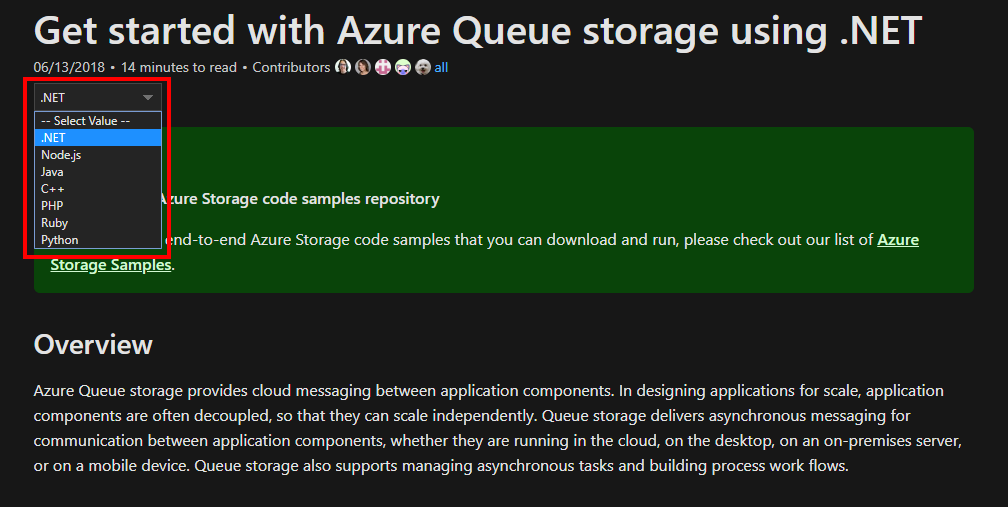 Get started with Azure Queue storage using .NET
06/13/2018 • 14 minutes to read • Contributors all
.NET
-- Select Value --
.NET
Node.js
Java
C++
PHP
Ruby
Python
Azure Storage code samples repository
end-to-end Azure Storage code samples that you can download and run, please check out our list of Azure
Storage Samples.
Overview
Azure Queue storage provides cloud messaging between application components. In designing applications for scale, application
components are often decoupled, so that they can scale independently. Queue storage delivers asynchronous messaging for
communication between application components, whether they are running in the cloud, on the desktop, on an on-premises server,
or on a mobile device. Queue storage also supports managing asynchronous tasks and building process work flows.